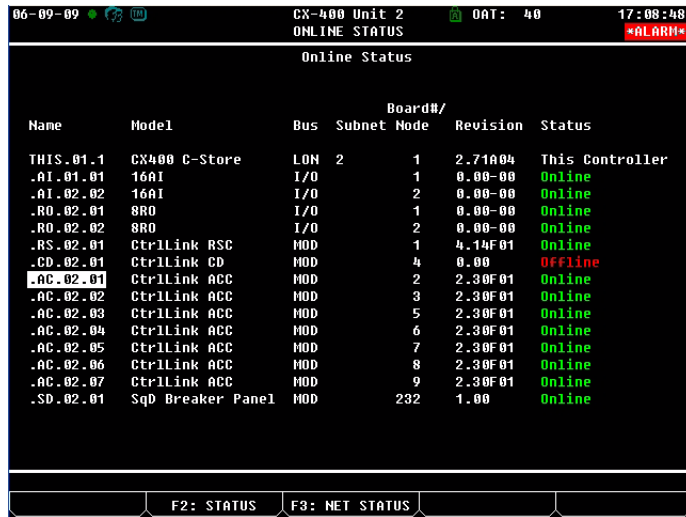 06-09-09 TM CX-400 Unit 2 A OAT: 40 17:08:48
ONLINE STATUS *ALARM*
Online Status
Board#/
Name Model Bus Subnet Node Revision Status
THIS.01.1 CX400 C-Store LON 2 1 2.71A04 This Controller
.AI.01.01 16AI I/O 1 0.00-00 Online
.AI.02.02 16AI I/O 2 0.00-00 Online
.RO.02.01 8RO I/O 1 0.00-00 Online
.RO.02.02 8RO I/O 2 0.00-00 Online
.RS.02.01 CtrlLink RSC MOD 1 4.14F01 Online
.CD.02.01 CtrlLink CD MOD 4 0.00 Offline
.AC.02.01 CtrlLink ACC MOD 2 2.30F01 Online
.AC.02.02 CtrlLink ACC MOD 3 2.30F01 Online
.AC.02.03 CtrlLink ACC MOD 5 2.30F01 Online
.AC.02.04 CtrlLink ACC MOD 6 2.30F01 Online
.AC.02.05 CtrlLink ACC MOD 7 2.30F01 Online
.AC.02.06 CtrlLink ACC MOD 8 2.30F01 Online
.AC.02.07 CtrlLink ACC MOD 9 2.30F01 Online
.SD.02.01 SqD Breaker Panel MOD 232 1.00 Online
F2: STATUS F3: NET STATUS